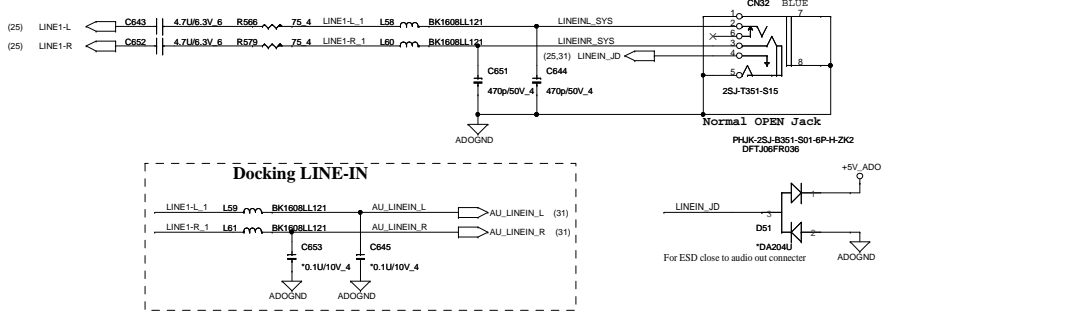 CN32 BLUE
(25) LINE1-L C643 4.7U/6.3V_6 R566 75_4 LINE1-L_1 L58 BK1608LL121 LINEINL_SYS 1 7
2
6
(25) LINE1-R C652 4.7U/6.3V_6 R579 75_4 LINE1-R_1 L60 BK1608LL121 LINEINR_SYS 3
(25,31) LINEIN_JD 4 8
C651 C644 5
470p/50V_4 470p/50V_4 2SJ-T351-S15
Normal OPEN Jack
ADOGND
PHJK-2SJ-B351-S01-6P-H-ZK2
DFTJ06FR036
Docking LINE-IN
+5V_ADO
LINE1-L_1 L59 BK1608LL121 AU_LINEIN_L AU_LINEIN_L (31)
LINE1-R_1 L61 BK1608LL121 AU_LINEIN_R AU_LINEIN_R (31)
C653 C645
*0.1U/10V_4 *0.1U/10V_4
ADOGND ADOGND
LINEIN_JD 3 1
D51 2
*DA204U
ADOGND
For ESD close to audio out connecter